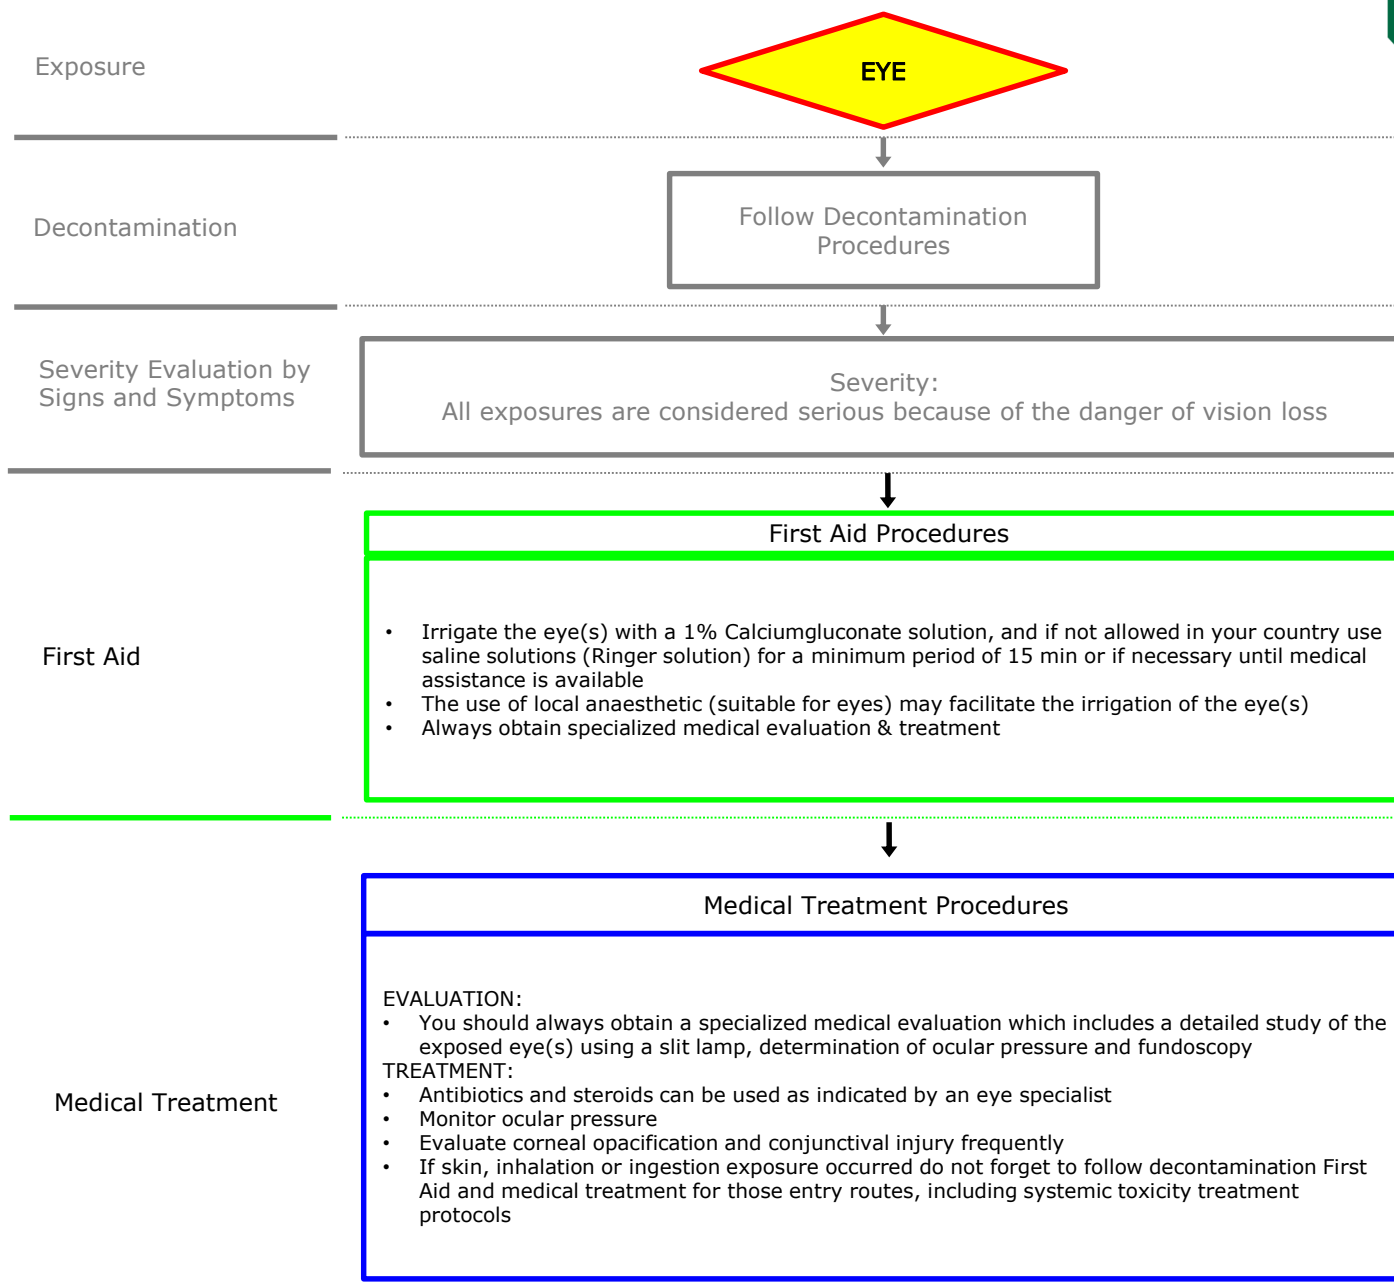 Exposure
EYE
Decontamination
Follow Decontamination
Procedures
Severity Evaluation by
Signs and Symptoms
Severity:
All exposures are considered serious because of the danger of vision loss
First Aid
First Aid Procedures
• Irrigate the eye(s) with a 1% Calciumgluconate solution, and if not allowed in your country use
saline solutions (Ringer solution) for a minimum period of 15 min or if necessary until medical
assistance is available
• The use of local anaesthetic (suitable for eyes) may facilitate the irrigation of the eye(s)
• Always obtain specialized medical evaluation & treatment
Medical Treatment
Medical Treatment Procedures
EVALUATION:
• You should always obtain a specialized medical evaluation which includes a detailed study of the
exposed eye(s) using a slit lamp, determination of ocular pressure and fundoscopy
TREATMENT:
• Antibiotics and steroids can be used as indicated by an eye specialist
• Monitor ocular pressure
• Evaluate corneal opacification and conjunctival injury frequently
• If skin, inhalation or ingestion exposure occurred do not forget to follow decontamination First
Aid and medical treatment for those entry routes, including systemic toxicity treatment
protocols